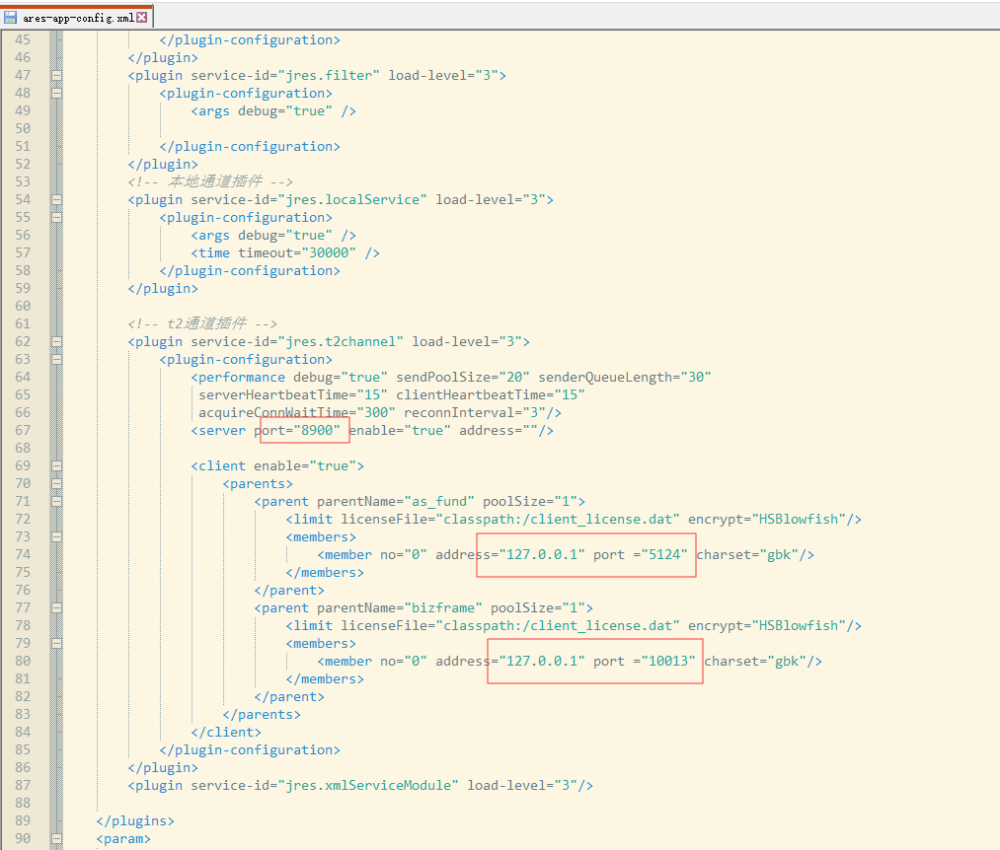 ares-app-config.xml
45 </plugin-configuration>
46 </plugin>
47 <plugin service-id="jres.filter" load-level="3">
48 <plugin-configuration>
49 <args debug="true" />
50
51 </plugin-configuration>
52 </plugin>
53 <!-- 本地通道插件 -->
54 <plugin service-id="jres.localService" load-level="3">
55 <plugin-configuration>
56 <args debug="true" />
57 <time timeout="30000" />
58 </plugin-configuration>
59 </plugin>
60
61 <!-- t2通道插件 -->
62 <plugin service-id="jres.t2channel" load-level="3">
63 <plugin-configuration>
64 <performance debug="true" sendPoolSize="20" senderQueueLength="30"
65 serverHeartbeatTime="15" clientHeartbeatTime="15"
66 acquireConnWaitTime="300" reconnInterval="3"/>
67 <server port="8900" enable="true" address=""/>
68
69 <client enable="true">
70 <parents>
71 <parent parentName="as_fund" poolSize="1">
72 <limit licenseFile="classpath:/client_license.dat" encrypt="HSBlowfish"/>
73 <members>
74 <member no="0" address="127.0.0.1" port ="5124" charset="gbk"/>
75 </members>
76 </parent>
77 <parent parentName="bizframe" poolSize="1">
78 <limit licenseFile="classpath:/client_license.dat" encrypt="HSBlowfish"/>
79 <members>
80 <member no="0" address="127.0.0.1" port ="10013" charset="gbk"/>
81 </members>
82 </parent>
83 </parents>
84 </client>
85 </plugin-configuration>
86 </plugin>
87 <plugin service-id="jres.xmlServiceModule" load-level="3"/>
88
89 </plugins>
90 <param>